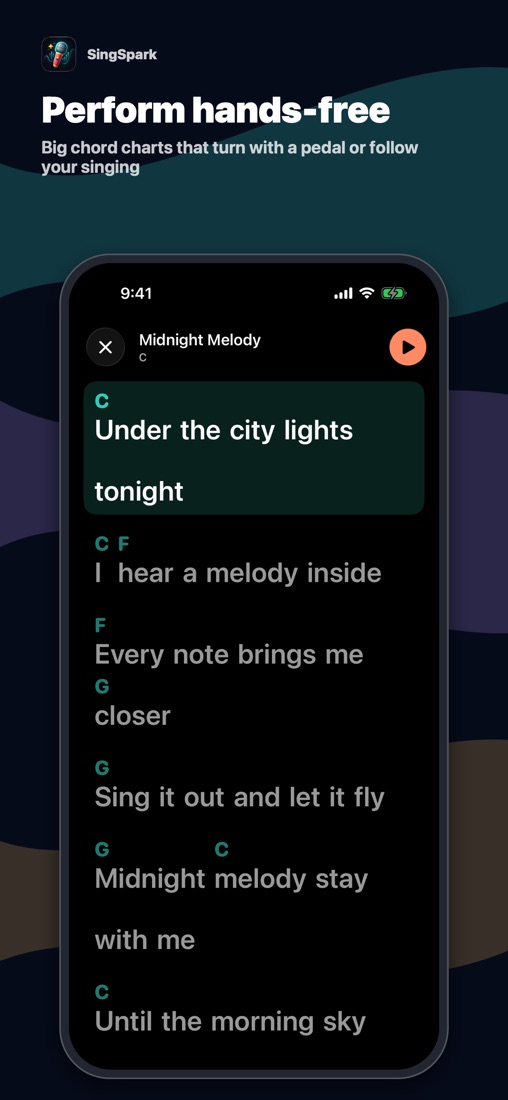 SingSpark
Perform hands-free
Big chord charts that turn with a pedal or follow
your singing
9:41
Midnight Melody
C
C
Under the city lights
tonight
C F
I hear a melody inside
F
Every note brings me
G
closer
G
Sing it out and let it fly
G C
Midnight melody stay
with me
C
Until the morning sky